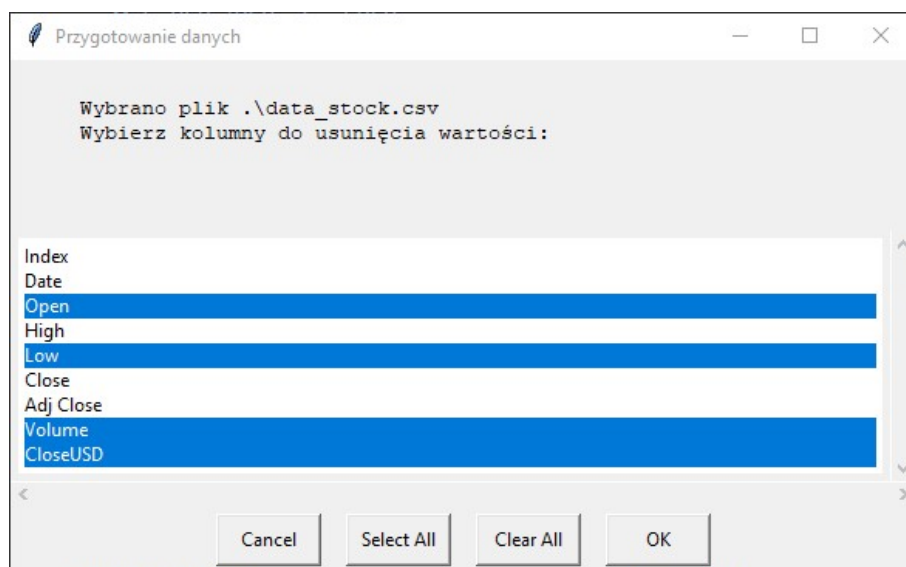 Przygotowanie danych
Wybrano plik .\data_stock.csv
Wybierz kolumny do usunięcia wartości:
Index
Date
Open
High
Low
Close
Adj Close
Volume
CloseUSD
Cancel Select All Clear All OK